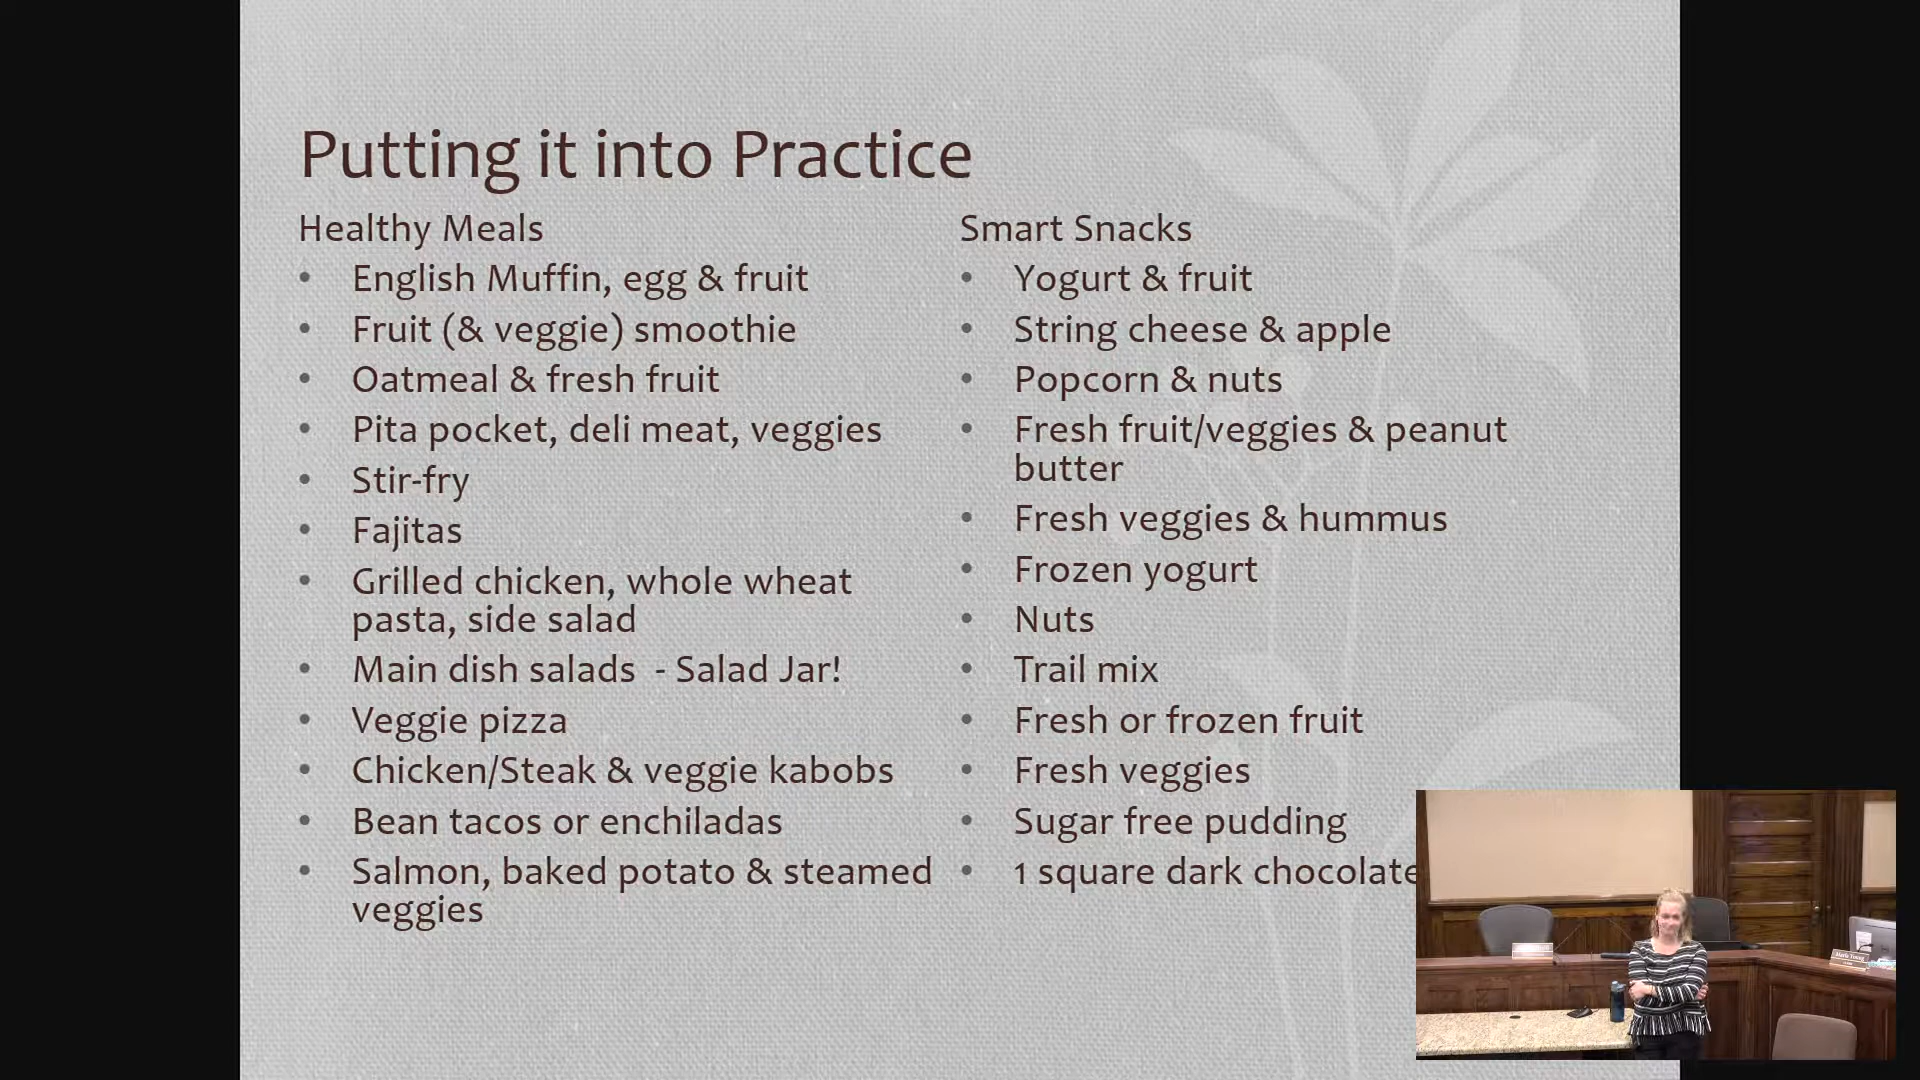 Putting it into Practice
Healthy Meals
• English Muffin, egg & fruit
• Fruit (& veggie) smoothie
• Oatmeal & fresh fruit
• Pita pocket, deli meat, veggies
• Stir-fry
• Fajitas
• Grilled chicken, whole wheat
pasta, side salad
• Main dish salads  - Salad Jar!
• Veggie pizza
• Chicken/Steak & veggie kabobs
• Bean tacos or enchiladas
• Salmon, baked potato & steamed
veggies
Smart Snacks
• Yogurt & fruit
• String cheese & apple
• Popcorn & nuts
• Fresh fruit/veggies & peanut
butter
• Fresh veggies & hummus
• Frozen yogurt
• Nuts
• Trail mix
• Fresh or frozen fruit
• Fresh veggies
• Sugar free pudding
• 1 square dark chocolate